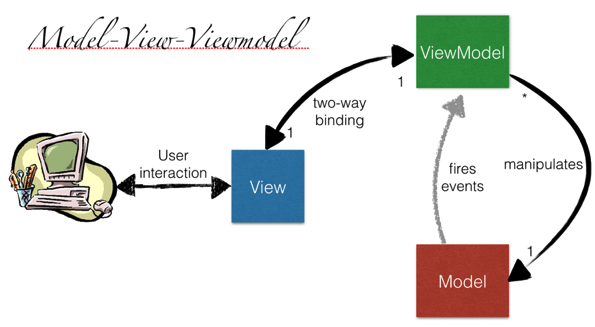 Model-View-Viewmodel
ViewModel
1
*
two-way
binding
1
User
interaction
View
fires
events
manipulates
1
Model